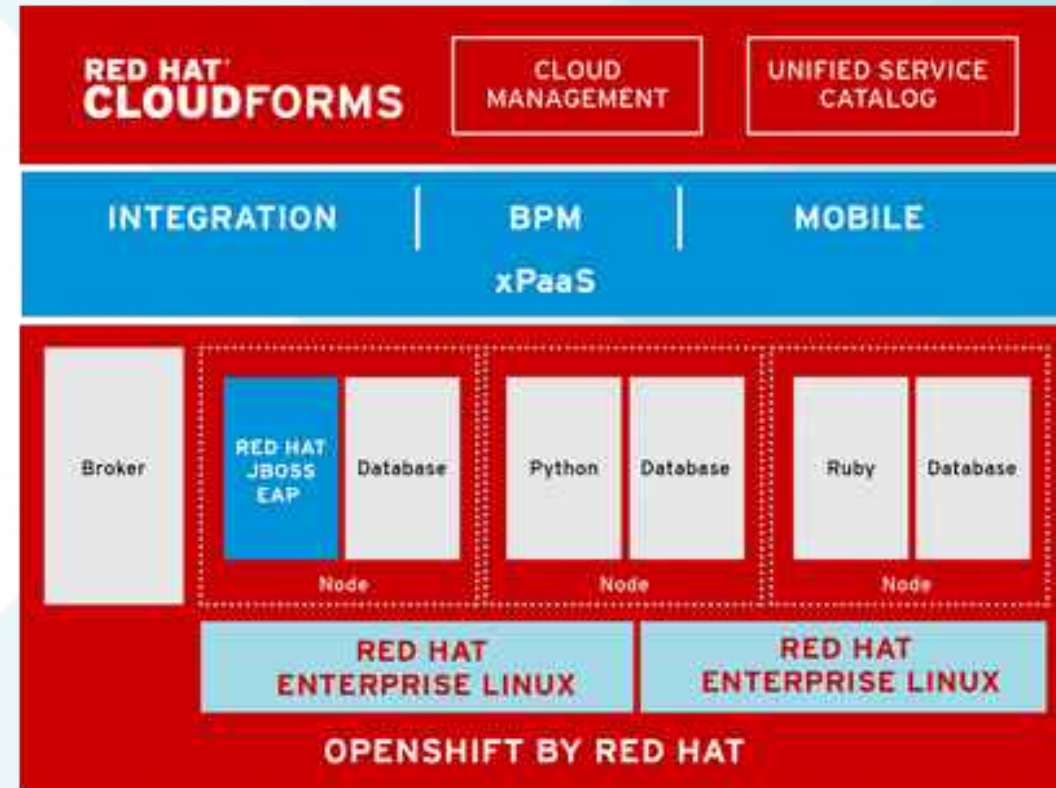 RED HAT
CLOUDFORMS
CLOUD
MANAGEMENT
UNIFIED SERVICE
CATALOG
INTEGRATION
BPM
MOBILE
xPaaS
Broker
RED HAT
JBOSS
EAP
Database
Node
Python
Database
Node
Ruby
Database
Node
RED HAT
ENTERPRISE LINUX
RED HAT
ENTERPRISE LINUX
OPENSHIFT BY RED HAT